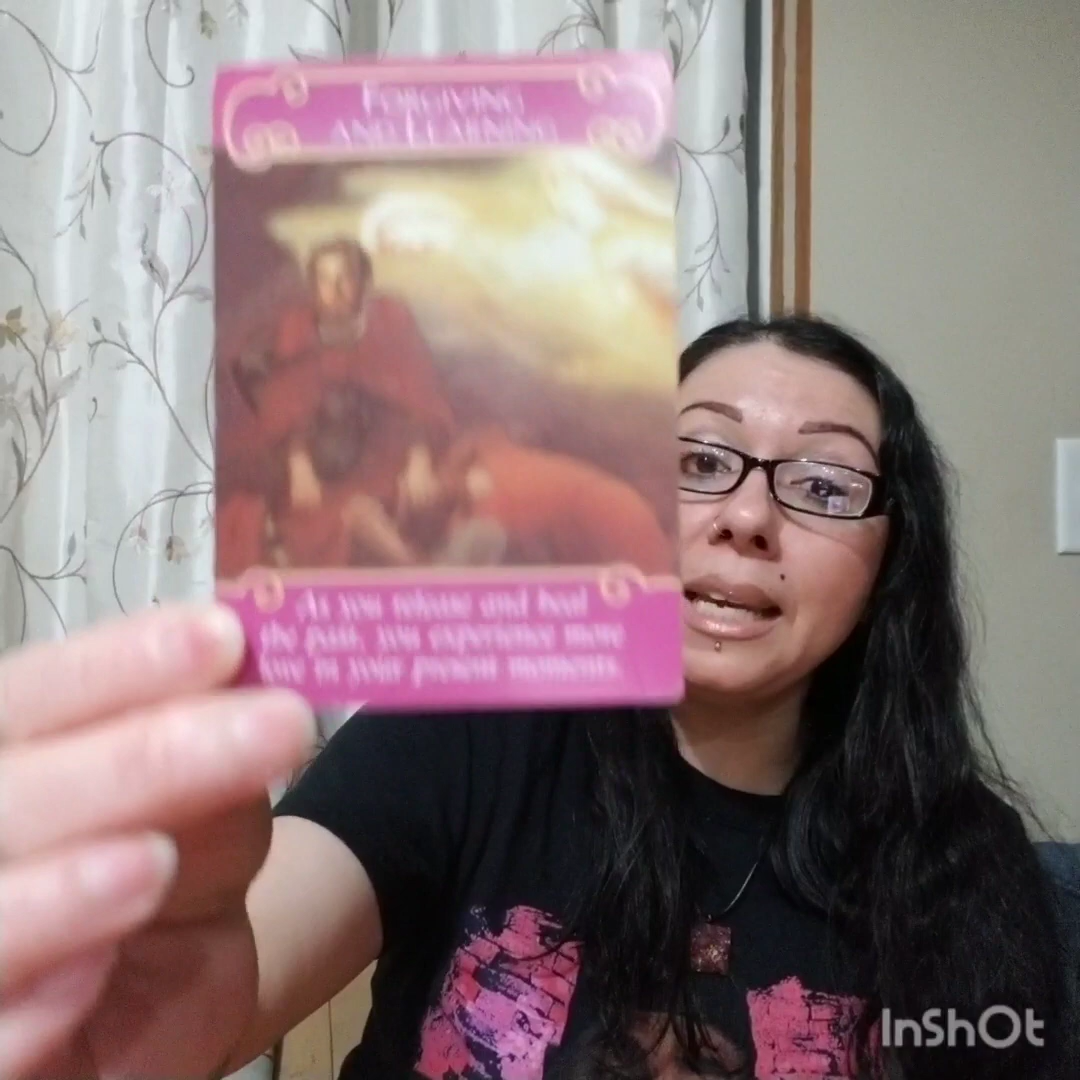 FORGIVING
AND LEARNING
As you release and heal
the past, you experience more
love in your present moments.
InShOt